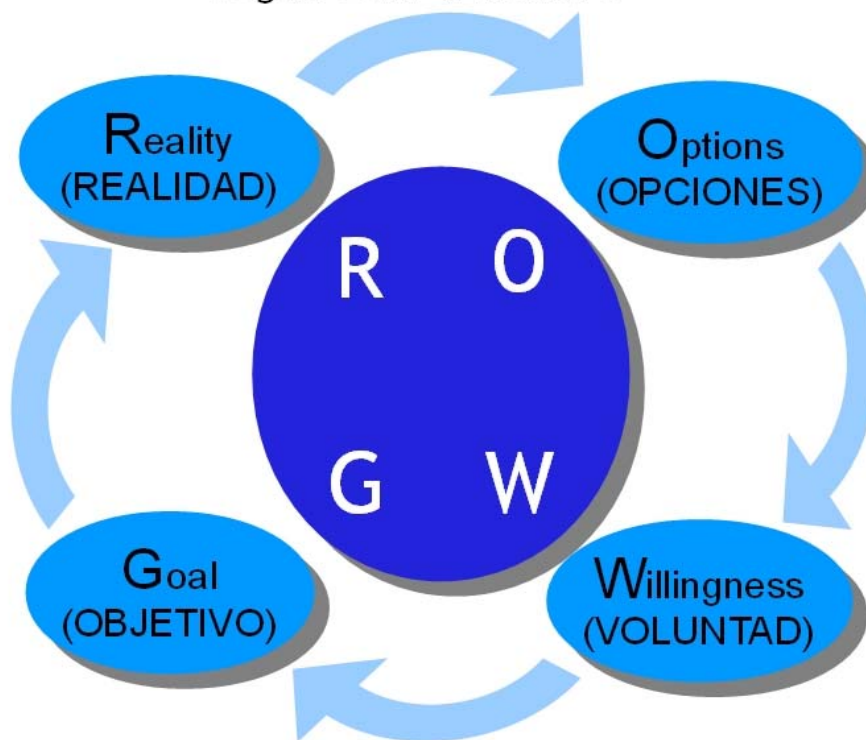 Reality
(REALIDAD)
Options
(OPCIONES)
R O
G W
Goal
(OBJETIVO)
Willingness
(VOLUNTAD)